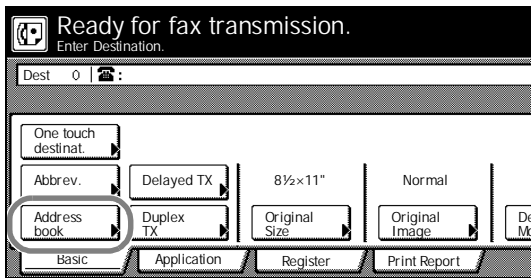 Ready for fax transmission.
Enter Destination.
Dest 0 ☎:
One touch
destinat.
Abbrev. Delayed TX 8½×11" Normal
Address
book
Duplex
TX
Original
Size
Original
Image
Basic Application Register Print Report